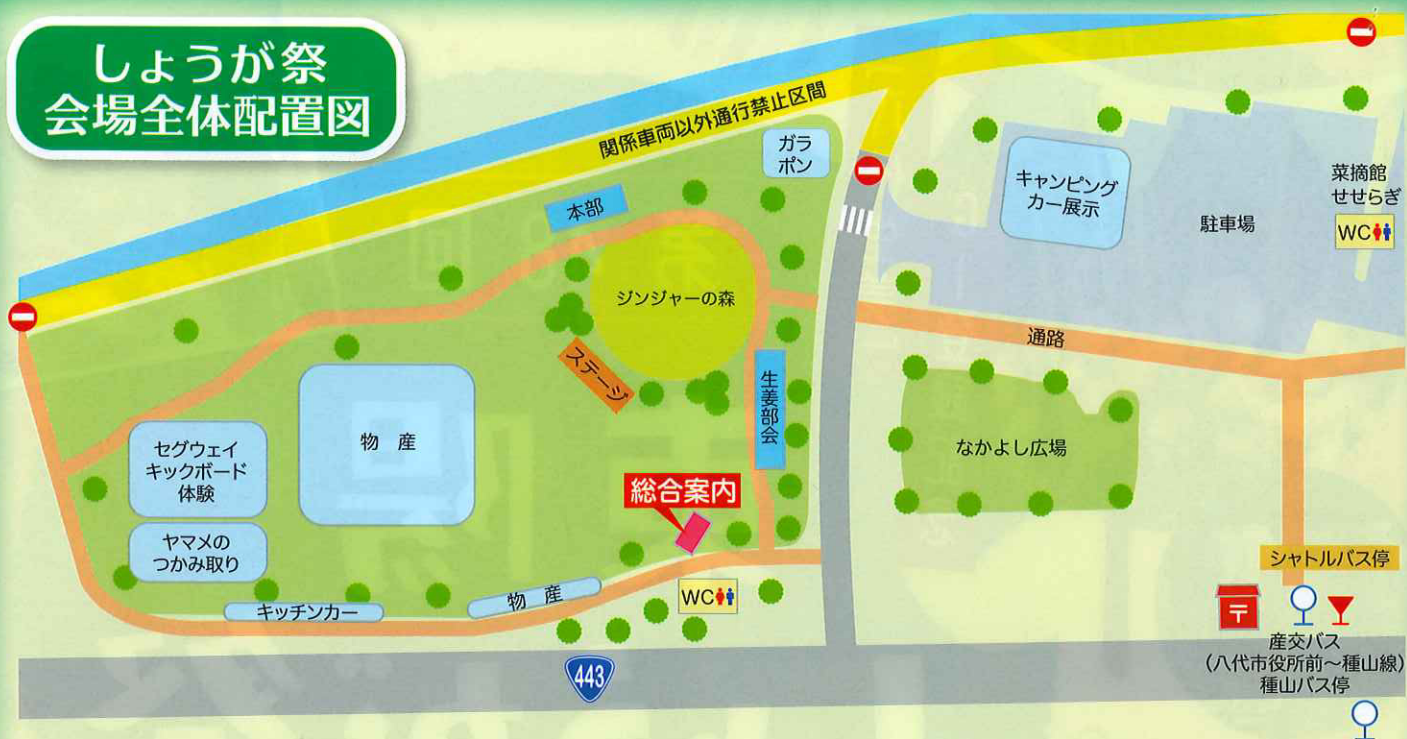 しょうが祭
会場全体配置図
関係車両以外通行禁止区間
ガラ
ポン
本部
キャンピング
カー展示
駐車場
菜摘館
せせらぎ
WC
ジンジャーの森
通路
ステージ
生姜部会
物 産
セグウェイ
キックボード
体験
なかよし広場
総合案内
ヤマメの
つかみ取り
シャトルバス停
キッチンカー
物 産
WC
〒
産交バス
(八代市役所前~種山線)
種山バス停
443